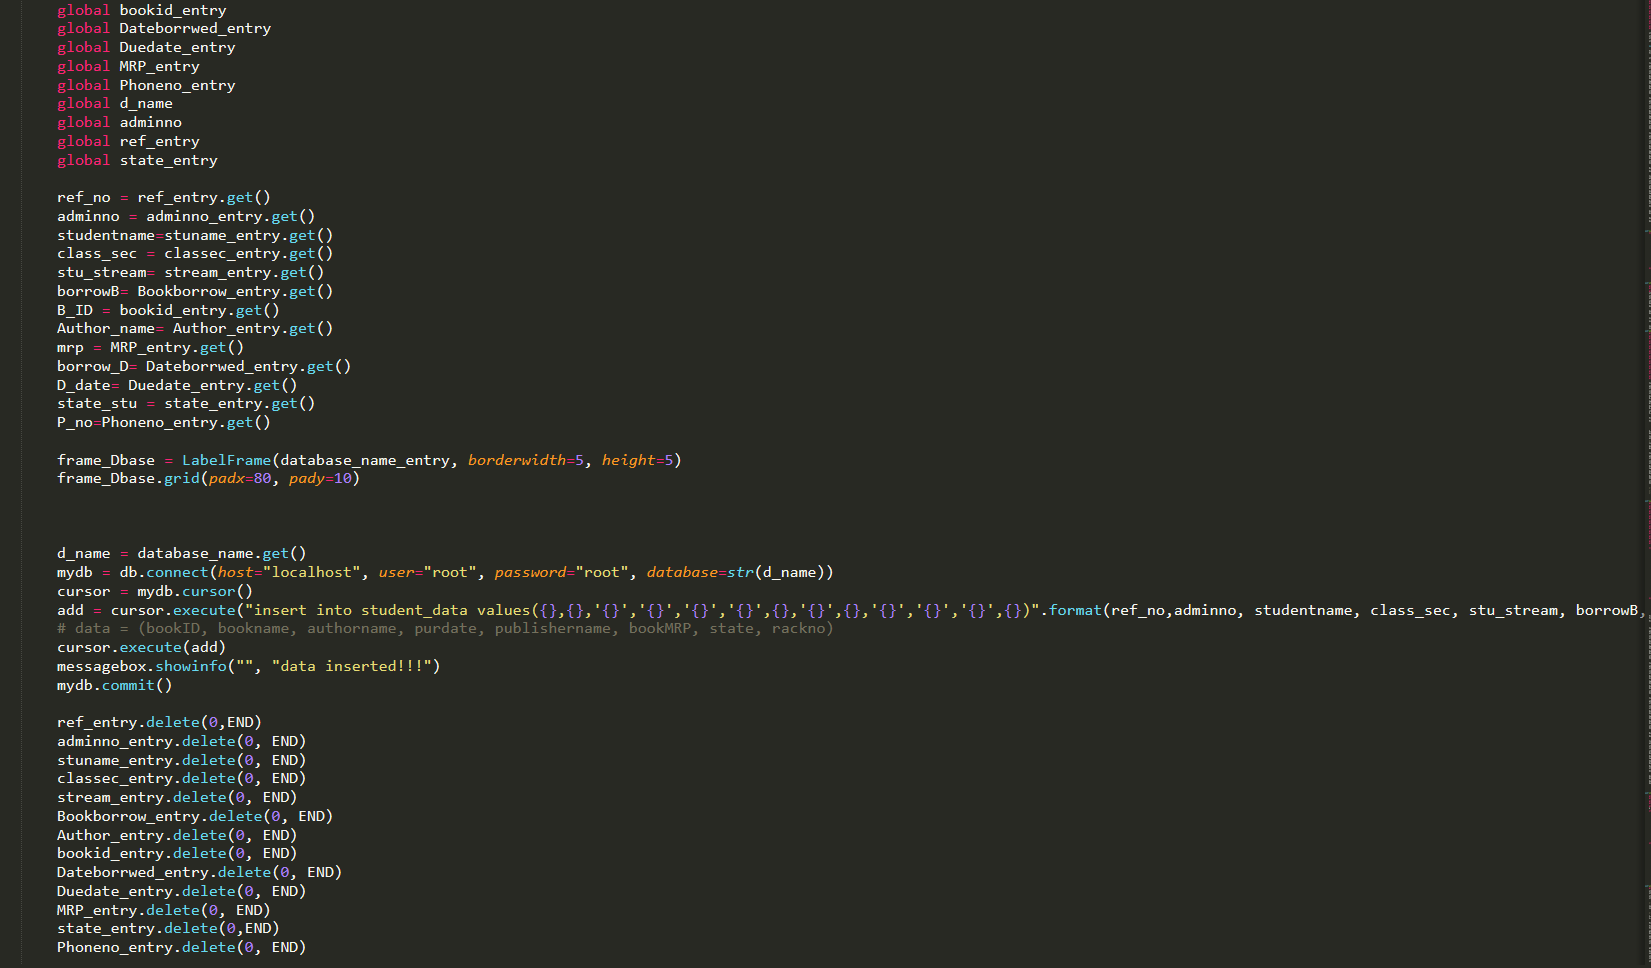 global bookid_entry
global Dateborrwed_entry
global Duedate_entry
global MRP_entry
global Phoneno_entry
global d_name
global adminno
global ref_entry
global state_entry
ref_no = ref_entry.get()
adminno = adminno_entry.get()
studentname=stuname_entry.get()
class_sec = classec_entry.get()
stu_stream= stream_entry.get()
borrowB= Bookborrow_entry.get()
B_ID = bookid_entry.get()
Author_name= Author_entry.get()
mrp = MRP_entry.get()
borrow_D= Dateborrwed_entry.get()
D_date= Duedate_entry.get()
state_stu = state_entry.get()
P_no=Phoneno_entry.get()
frame_Dbase = LabelFrame(database_name_entry, borderwidth=5, height=5)
frame_Dbase.grid(padx=80, pady=10)
d_name = database_name.get()
mydb = db.connect(host="localhost", user="root", password="root", database=str(d_name))
cursor = mydb.cursor()
add = cursor.execute("insert into student_data values({},{},'{}','{}','{}','{}',{},'{}',{},'{}','{}','{}',{})".format(ref_no,adminno, studentname, class_sec, stu_stream, borrowB,
# data = (bookID, bookname, authorname, purdate, publishername, bookMRP, state, rackno)
cursor.execute(add)
messagebox.showinfo("", "data inserted!!!")
mydb.commit()
ref_entry.delete(0,END)
adminno_entry.delete(0, END)
stuname_entry.delete(0, END)
classec_entry.delete(0, END)
stream_entry.delete(0, END)
Bookborrow_entry.delete(0, END)
Author_entry.delete(0, END)
bookid_entry.delete(0, END)
Dateborrwed_entry.delete(0, END)
Duedate_entry.delete(0, END)
MRP_entry.delete(0, END)
state_entry.delete(0,END)
Phoneno_entry.delete(0, END)